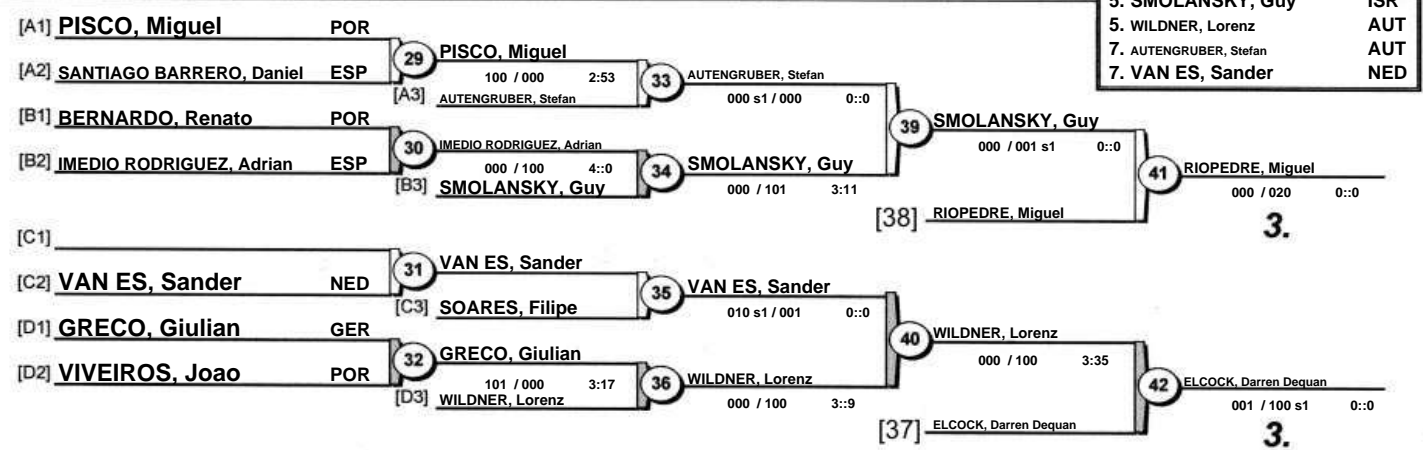 5. SMOLANSKY, Guy ISR
5. WILDNER, Lorenz AUT
7. AUTENGRUBER, Stefan AUT
7. VAN ES, Sander NED
[A1] PISCO, Miguel POR
[A2] SANTIAGO BARRERO, Daniel ESP
29
PISCO, Miguel
100 / 000 2:53
[A3] AUTENGRUBER, Stefan
33
AUTENGRUBER, Stefan
000 s1 / 000 0::0
[B1] BERNARDO, Renato POR
[B2] IMEDIO RODRIGUEZ, Adrian ESP
30
IMEDIO RODRIGUEZ, Adrian
000 / 100 4::0
[B3] SMOLANSKY, Guy
34
SMOLANSKY, Guy
000 / 101 3:11
39
SMOLANSKY, Guy
000 / 001 s1 0::0
[38] RIOPEDRE, Miguel
41
RIOPEDRE, Miguel
000 / 020 0::0
3.
[C1]
[C2] VAN ES, Sander NED
31
VAN ES, Sander
[C3] SOARES, Filipe
35
VAN ES, Sander
010 s1 / 001 0::0
[D1] GRECO, Giulian GER
[D2] VIVEIROS, Joao POR
32
GRECO, Giulian
101 / 000 3:17
[D3] WILDNER, Lorenz
36
WILDNER, Lorenz
000 / 100 3::9
40
WILDNER, Lorenz
000 / 100 3:35
[37] ELCOCK, Darren Dequan
42
ELCOCK, Darren Dequan
001 / 100 s1 0::0
3.